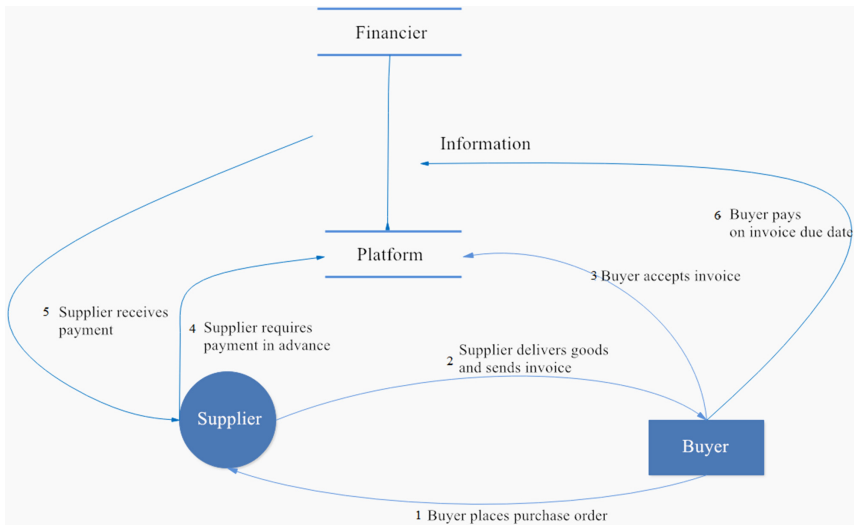 Financier
Information
6 Buyer pays
on invoice due date
Platform
3 Buyer accepts invoice
5 Supplier receives
payment
4 Supplier requires
payment in advance
2 Supplier delivers goods
and sends invoice
Supplier
Buyer
1 Buyer places purchase order